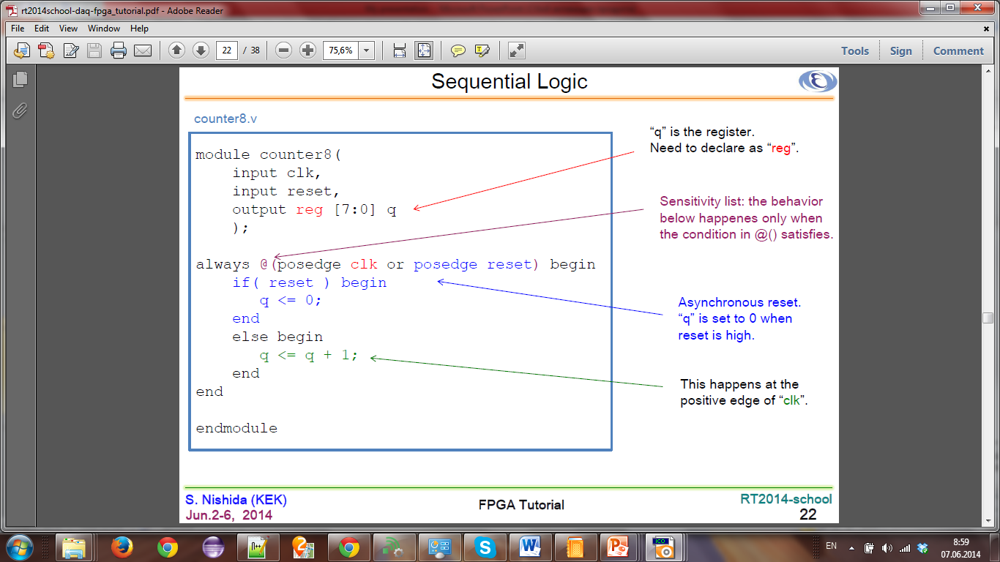 rt2014school-daq-fpga_tutorial.pdf - Adobe Reader
File Edit View Window Help
22 / 38 75,6% Tools Sign Comment
Sequential Logic
counter8.v
module counter8(
input clk,
input reset,
output reg [7:0] q
);
always @(posedge clk or posedge reset) begin
if( reset ) begin
q <= 0;
end
else begin
q <= q + 1;
end
end
endmodule
“q” is the register.
Need to declare as “reg”.
Sensitivity list: the behavior
below happenes only when
the condition in @() satisfies.
Asynchronous reset.
“q” is set to 0 when
reset is high.
This happens at the
positive edge of “clk”.
S. Nishida (KEK)
Jun.2-6, 2014
FPGA Tutorial
RT2014-school
22
EN
8:59
07.06.2014